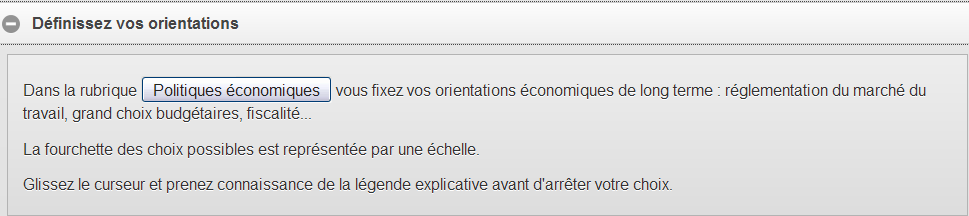 Définissez vos orientations
Dans la rubrique Politiques économiques vous fixez vos orientations économiques de long terme : réglementation du marché du
travail, grand choix budgétaires, fiscalité...
La fourchette des choix possibles est représentée par une échelle.
Glissez le curseur et prenez connaissance de la légende explicative avant d'arrêter votre choix.